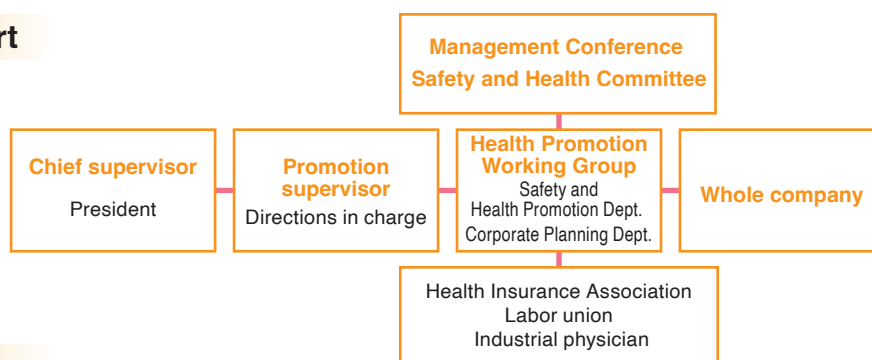 rt
Management Conference
Safety and Health Committee
Chief supervisor
President
Promotion
supervisor
Directions in charge
Health Promotion
Working Group
Safety and
Health Promotion Dept.
Corporate Planning Dept.
Whole company
Health Insurance Association
Labor union
Industrial physician